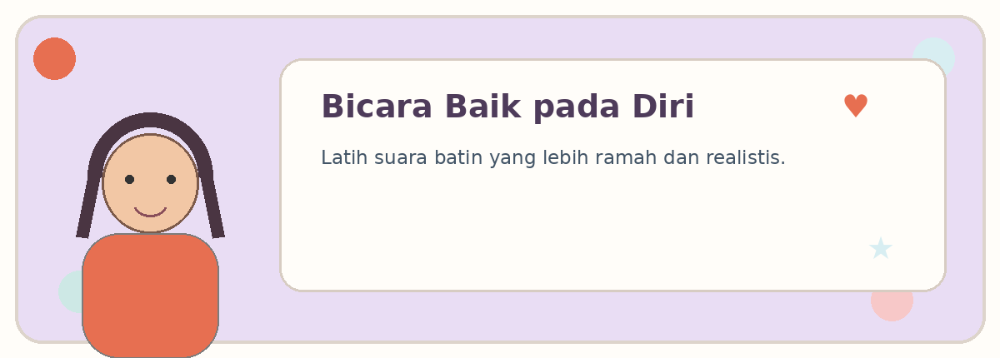 Bicara Baik pada Diri
Latih suara batin yang lebih ramah dan realistis.